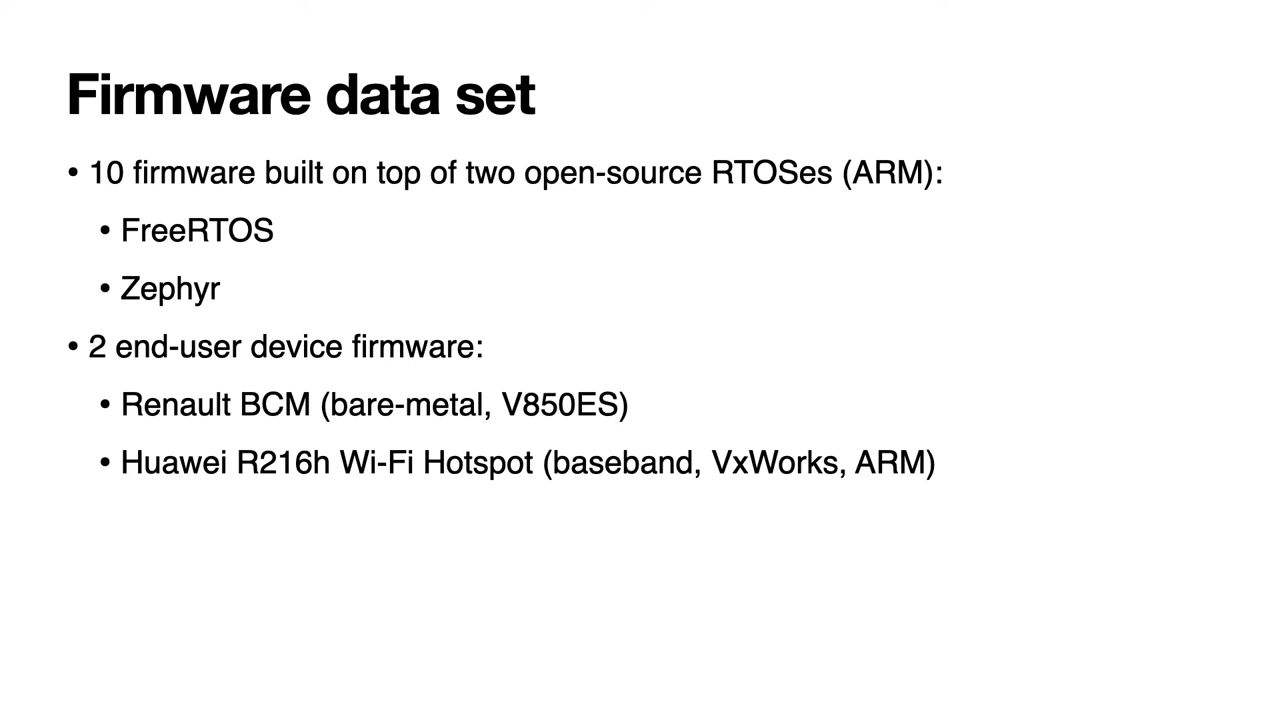 Firmware data set
• 10 firmware built on top of two open-source RTOSes (ARM):
• FreeRTOS
• Zephyr
• 2 end-user device firmware:
• Renault BCM (bare-metal, V850ES)
• Huawei R216h Wi-Fi Hotspot (baseband, VxWorks, ARM)